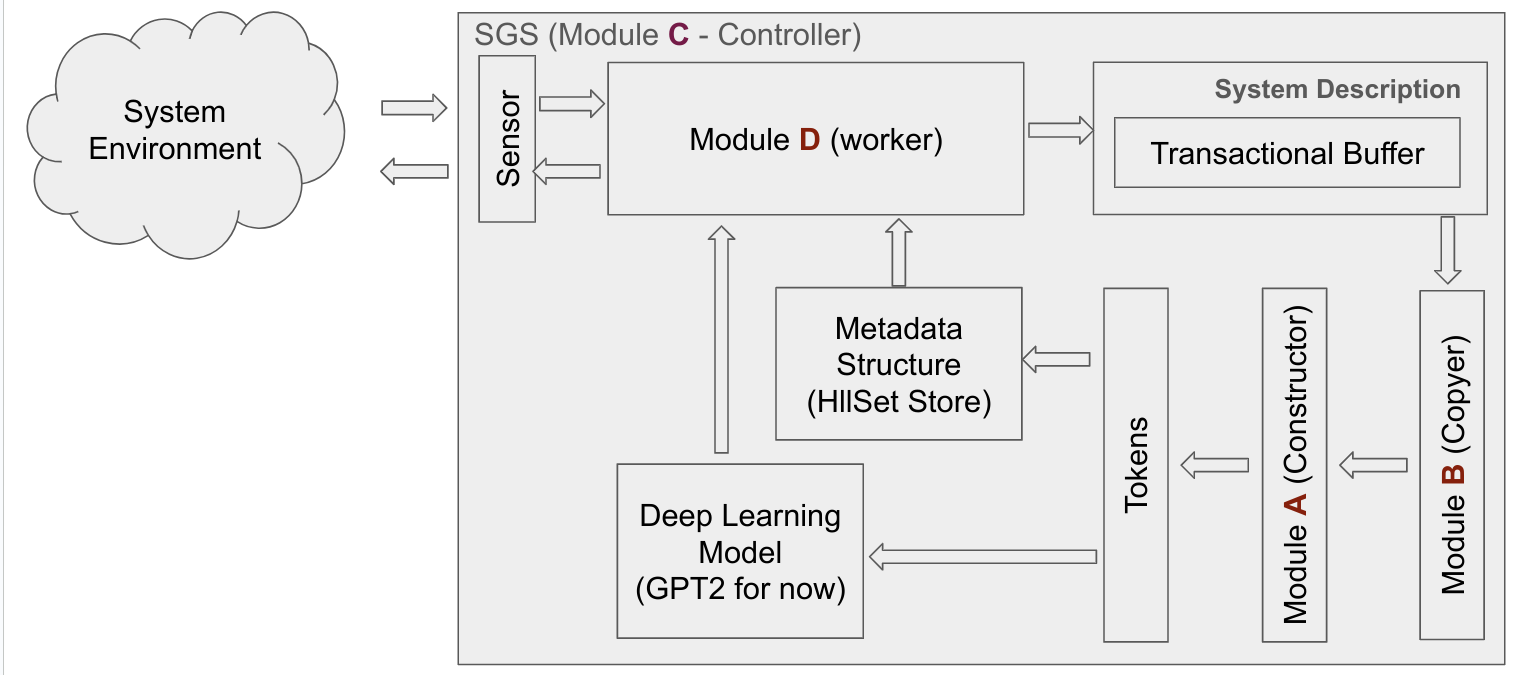 SGS (Module C - Controller)
System
Environment
Sensor
Module D (worker)
System Description
Transactional Buffer
Metadata
Structure
(HllSet Store)
Deep Learning
Model
(GPT2 for now)
Tokens
Module A (Constructor)
Module B (Copyer)